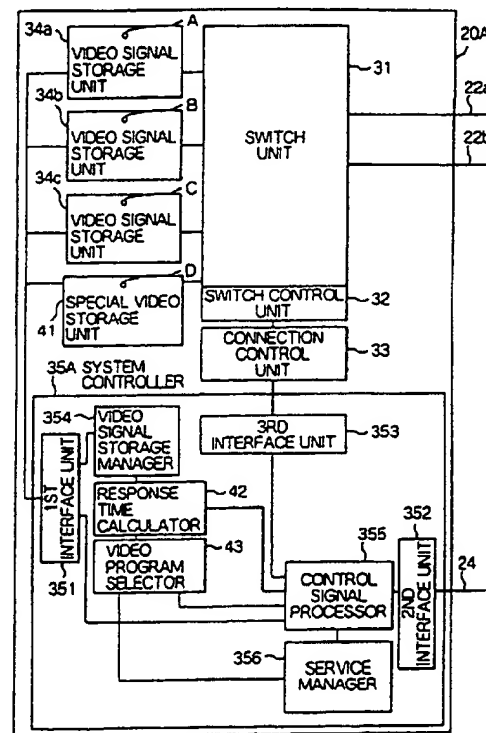 34a
A
20A
VIDEO SIGNAL
STORAGE
UNIT
31
22a
34b
B
VIDEO SIGNAL
STORAGE
UNIT
SWITCH
UNIT
22b
34c
C
VIDEO SIGNAL
STORAGE
UNIT
D
SPECIAL VIDEO
STORAGE
UNIT
41
SWITCH CONTROL
UNIT
32
CONNECTION
CONTROL
UNIT
33
35A SYSTEM
CONTROLLER
354
VIDEO
SIGNAL
STORAGE
MANAGER
3RD INTERFACE UNIT
353
1ST
INTERFACE UNIT
351
RESPONSE
TIME
CALCULATOR
42
VIDEO
PROGRAM
SELECTOR
43
355
352
CONTROL
SIGNAL
PROCESSOR
2ND
INTERFACE UNIT
24
356
SERVICE
MANAGER